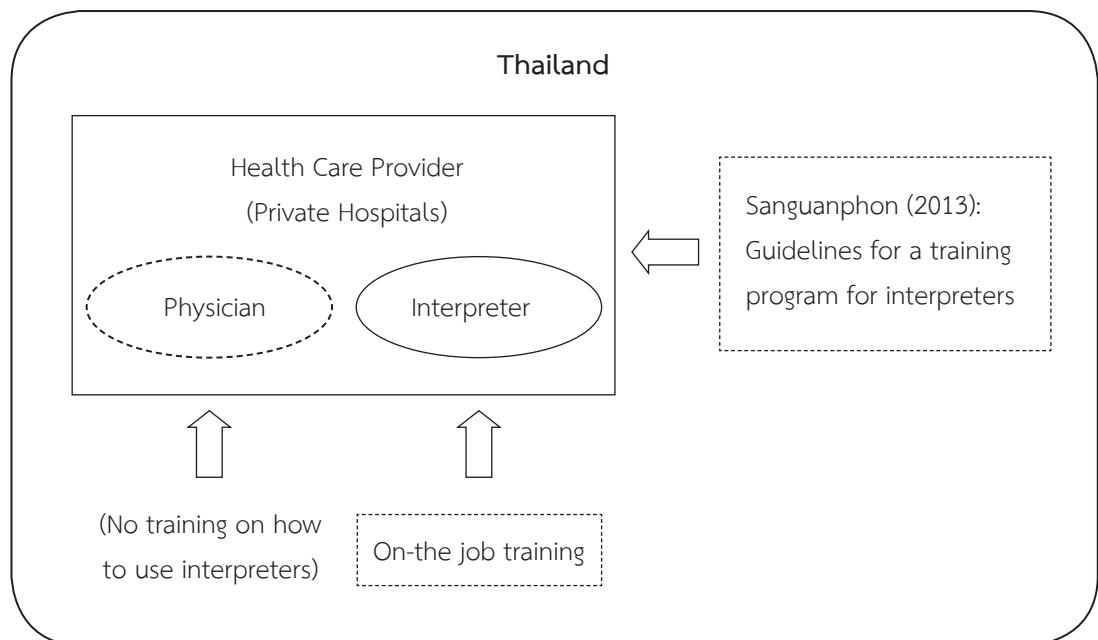 Thailand
Health Care Provider
(Private Hospitals)
Physician
Interpreter
Sanguanphon (2013):
Guidelines for a training
program for interpreters
(No training on how
to use interpreters)
On-the job training